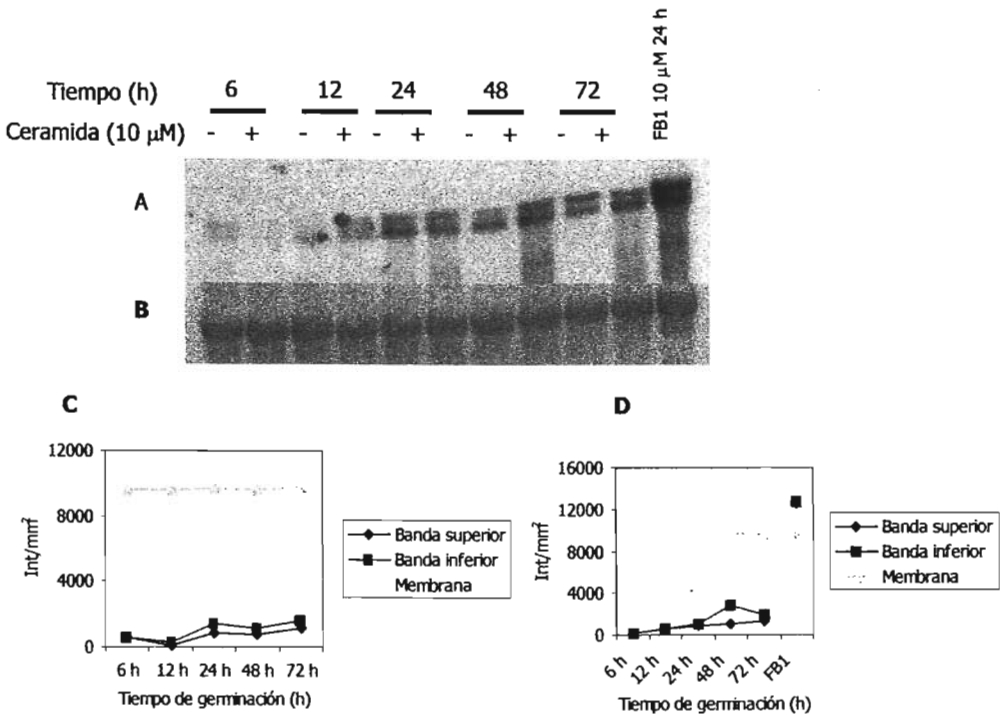 FB1 10 μM 24 h
Tiempo (h) 6 12 24 48 72
Ceramida (10 μM) - + - + - + - + - +
A
B
C
12000
8000
4000
0
Int/mm²
6 h 12 h 24 h 48 h 72 h
Tiempo de germinación (h)
Banda superior
Banda inferior
Membrana
D
16000
12000
8000
4000
0
Int/mm²
6 h 12 h 24 h 48 h 72 h FB1
Tiempo de germinación (h)
Banda superior
Banda inferior
Membrana